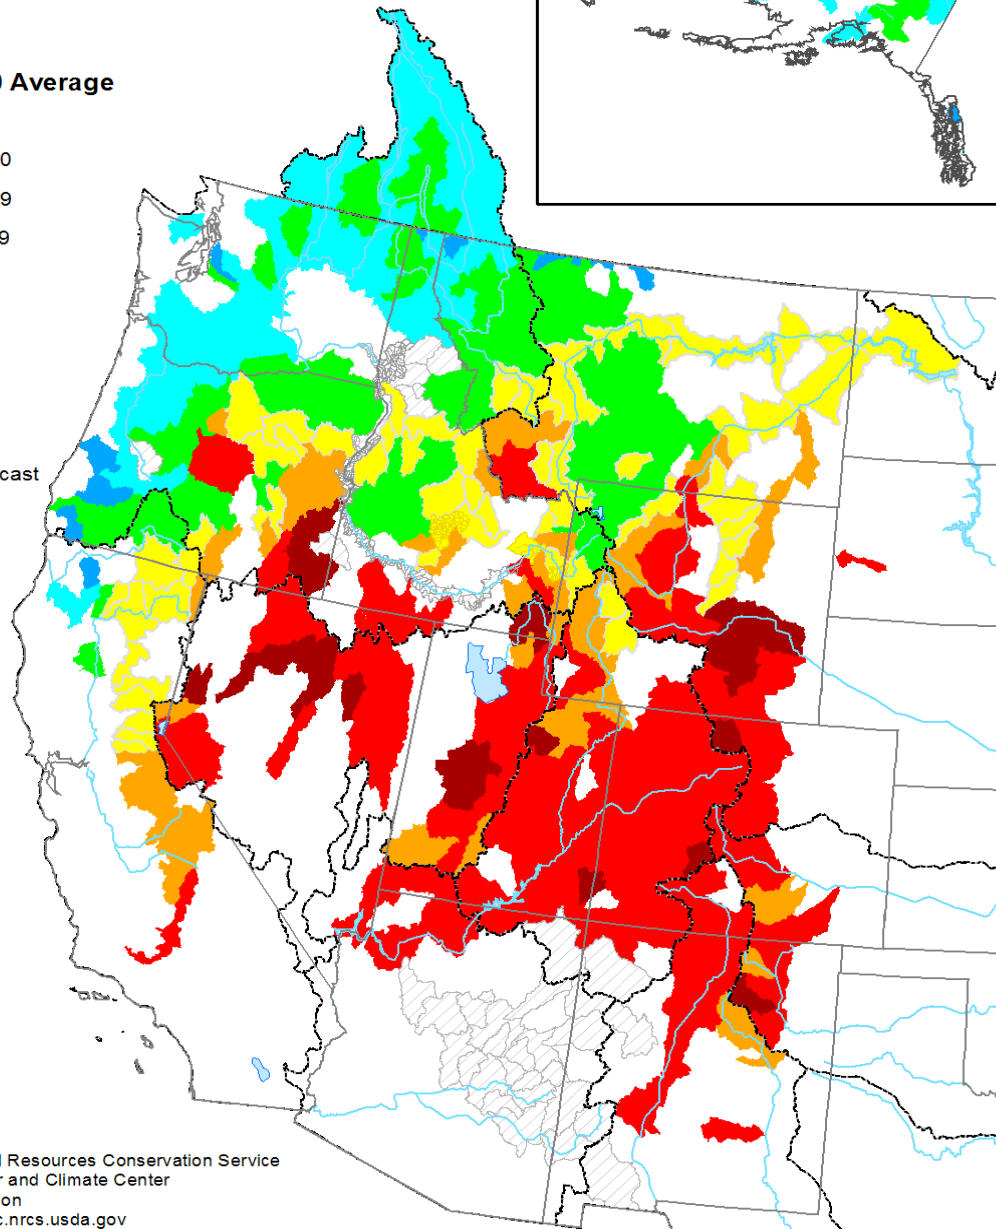 Average
0
9
9
cast
Resources Conservation Service
and Climate Center
on
c.nrcs.usda.gov